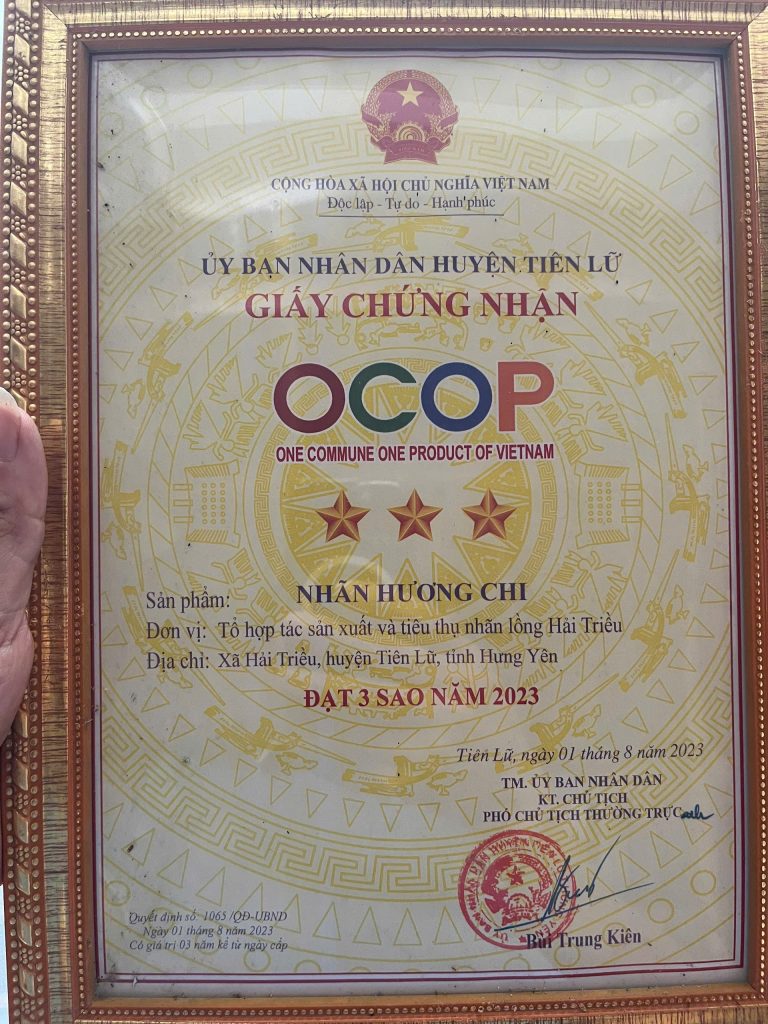 CỘNG HÒA XÃ HỘI CHỦ NGHĨA VIỆT NAM
Độc lập - Tự do - Hạnh phúc
ỦY BAN NHÂN DÂN HUYỆN TIÊN LỮ
GIẤY CHỨNG NHẬN
OCOP
ONE COMMUNE ONE PRODUCT OF VIETNAM
Sản phẩm: NHÃN HƯƠNG CHI
Đơn vị: Tổ hợp tác sản xuất và tiêu thụ nhãn lồng Hải Triều
Địa chỉ: Xã Hải Triều, huyện Tiên Lữ, tỉnh Hưng Yên
ĐẠT 3 SAO NĂM 2023
Tiên Lữ, ngày 01 tháng 8 năm 2023
TM. ỦY BAN NHÂN DÂN
KT. CHỦ TỊCH
PHÓ CHỦ TỊCH THƯỜNG TRỰC
Quyết định số: 1065 /QĐ-UBND
Ngày 01 tháng 8 năm 2023
Có giá trị 03 năm kể từ ngày cấp
Bùi Trung Kiên